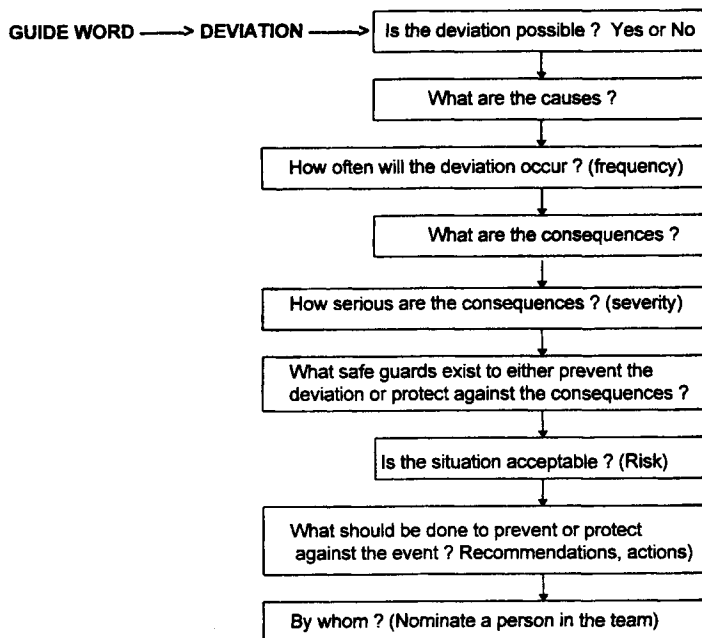 GUIDE WORD DEVIATION Is the deviation possible ? Yes or No
What are the causes ?
How often will the deviation occur ? (frequency)
What are the consequences ?
How serious are the consequences ? (severity)
What safe guards exist to either prevent the
deviation or protect against the consequences ?
Is the situation acceptable ? (Risk)
What should be done to prevent or protect
against the event ? Recommendations, actions)
By whom ? (Nominate a person in the team)